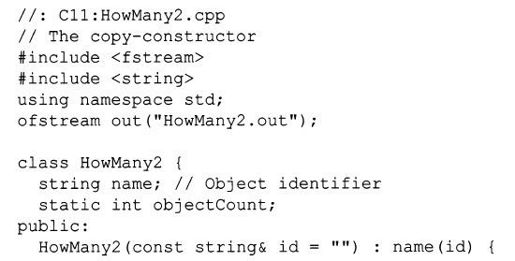 //: C11:HowMany2.cpp
// The copy-constructor
#include <fstream>
#include <string>
using namespace std;
ofstream out("HowMany2.out");

class HowMany2 {
  string name; // Object identifier
  static int objectCount;
public:
  HowMany2(const string& id = "") : name(id) {